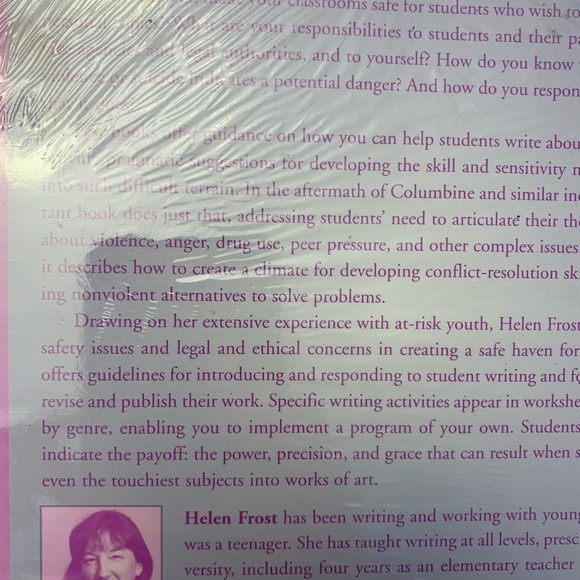 your classrooms safe for students who wish to
What are your responsibilities to students and their pa
and legal authorities, and to yourself? How do you know
or suicide indicates a potential danger? And how do you respon
books offer guidance on how you can help students write abou
pragmatic suggestions for developing the skill and sensitivity n
into such difficult terrain. In the aftermath of Columbine and similar inc
tant book does just that, addressing students' need to articulate their th
about violence, anger, drug use, peer pressure, and other complex issues.
it describes how to create a climate for developing conflict-resolution sk
ing nonviolent alternatives to solve problems.
Drawing on her extensive experience with at-risk youth, Helen Frost
safety issues and legal and ethical concerns in creating a safe haven for
offers guidelines for introducing and responding to student writing and fo
revise and publish their work. Specific writing activities appear in workshe
by genre, enabling you to implement a program of your own. Students
indicate the payoff: the power, precision, and grace that can result when s
even the touchiest subjects into works of art.
Helen Frost has been writing and working with young
was a teenager. She has taught writing at all levels, presc
versity, including four years as an elementary teacher